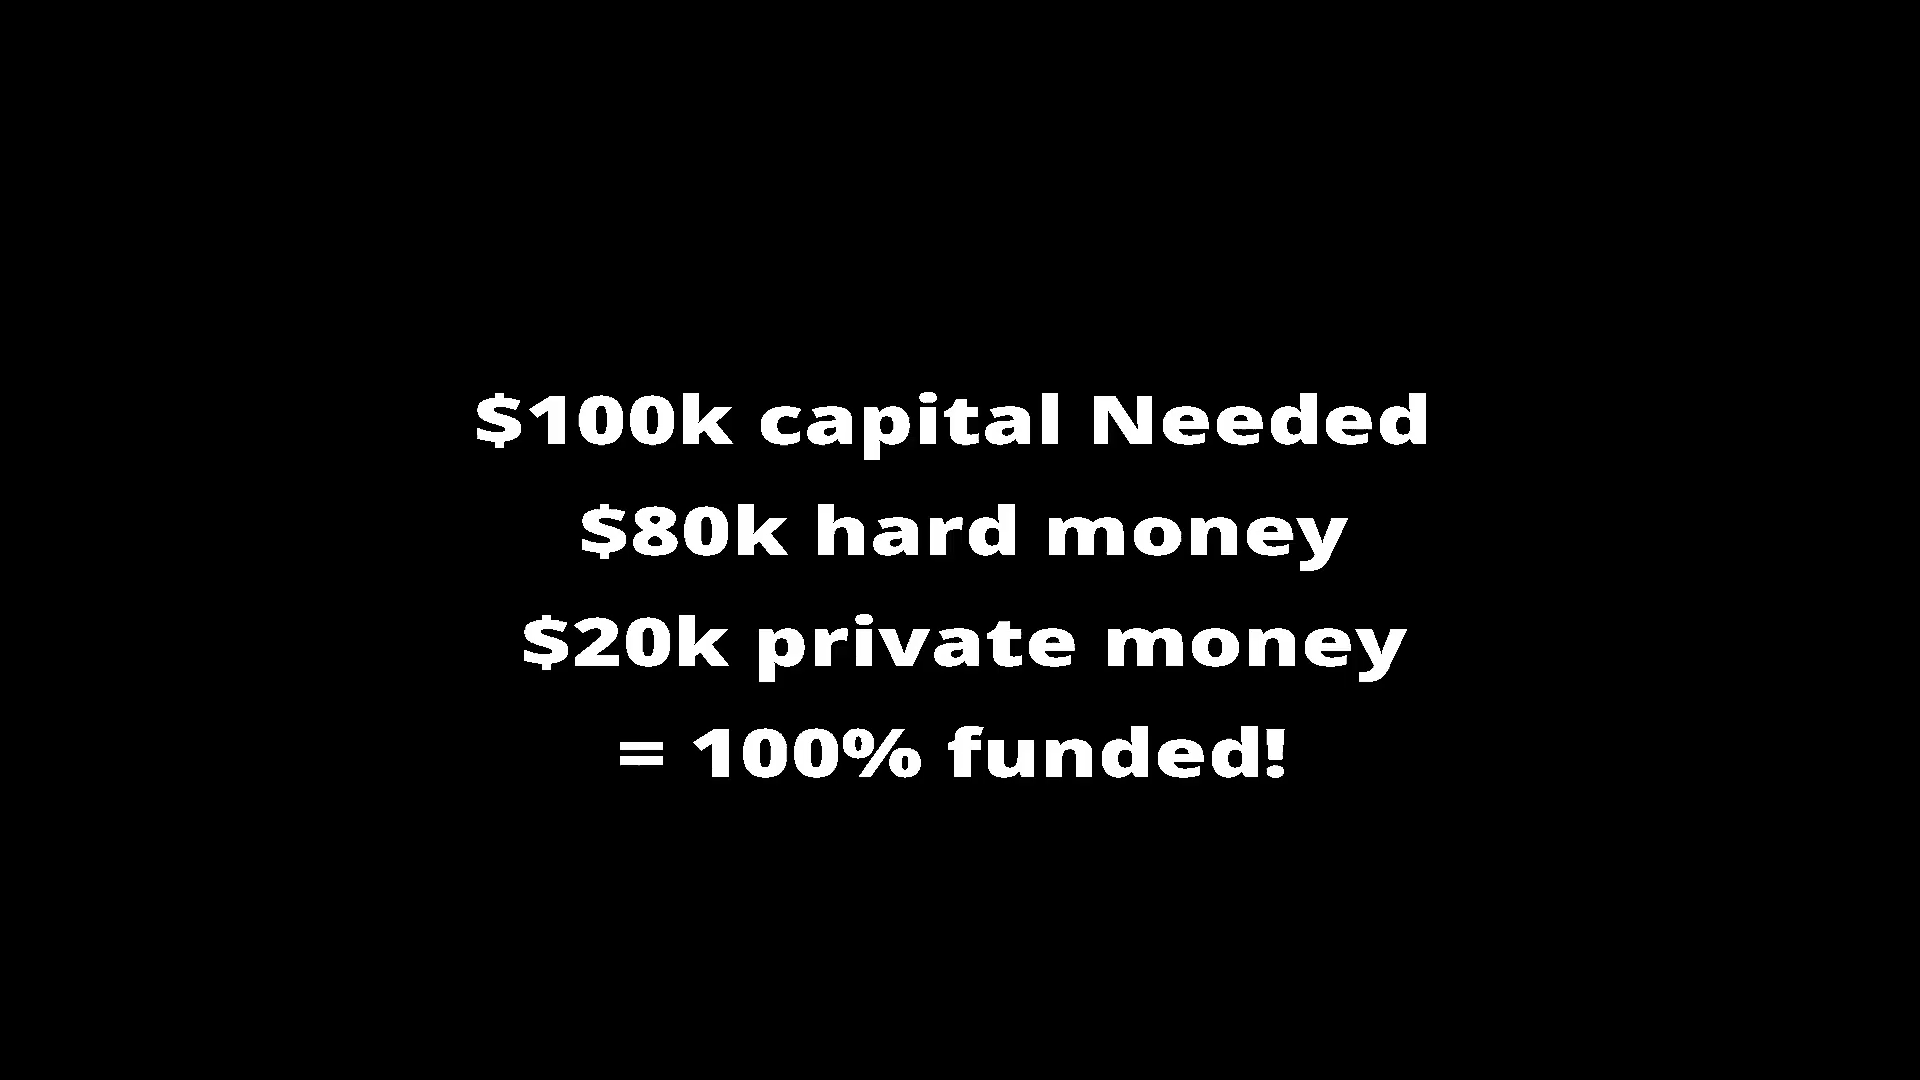 $100k capital Needed
$80k hard money
$20k private money
= 100% funded!